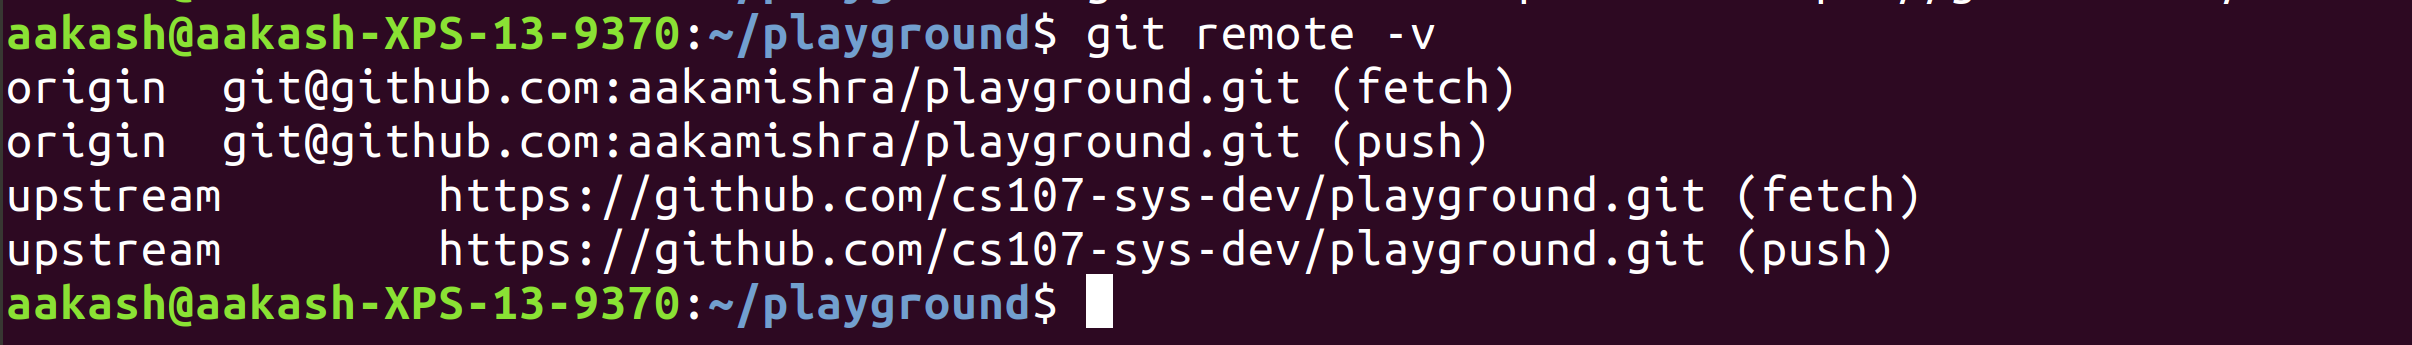 aakash@aakash-XPS-13-9370:~/playground$ git remote -v
origin  git@github.com:aakamishra/playground.git (fetch)
origin  git@github.com:aakamishra/playground.git (push)
upstream        https://github.com/cs107-sys-dev/playground.git (fetch)
upstream        https://github.com/cs107-sys-dev/playground.git (push)
aakash@aakash-XPS-13-9370:~/playground$